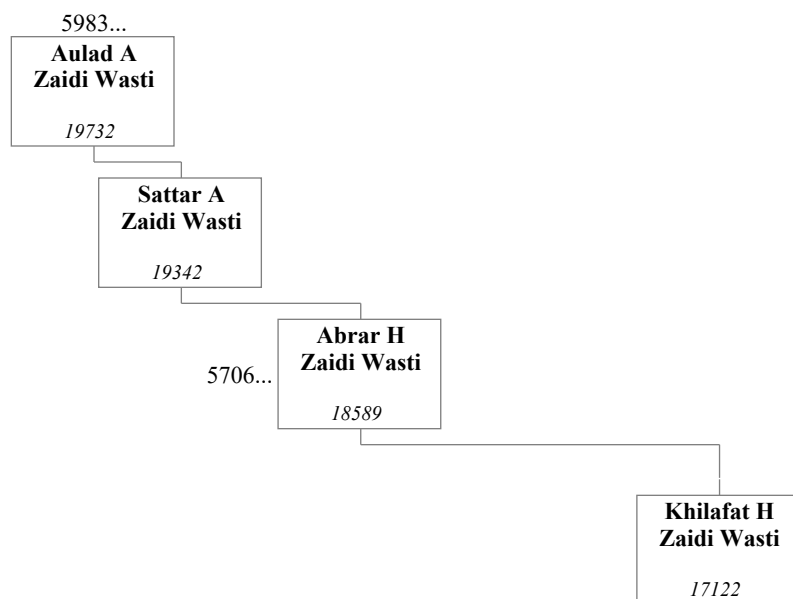 5983...
Aulad A
Zaidi Wasti
19732
Sattar A
Zaidi Wasti
19342
Abrar H
Zaidi Wasti
5706...
18589
Khilafat H
Zaidi Wasti
17122